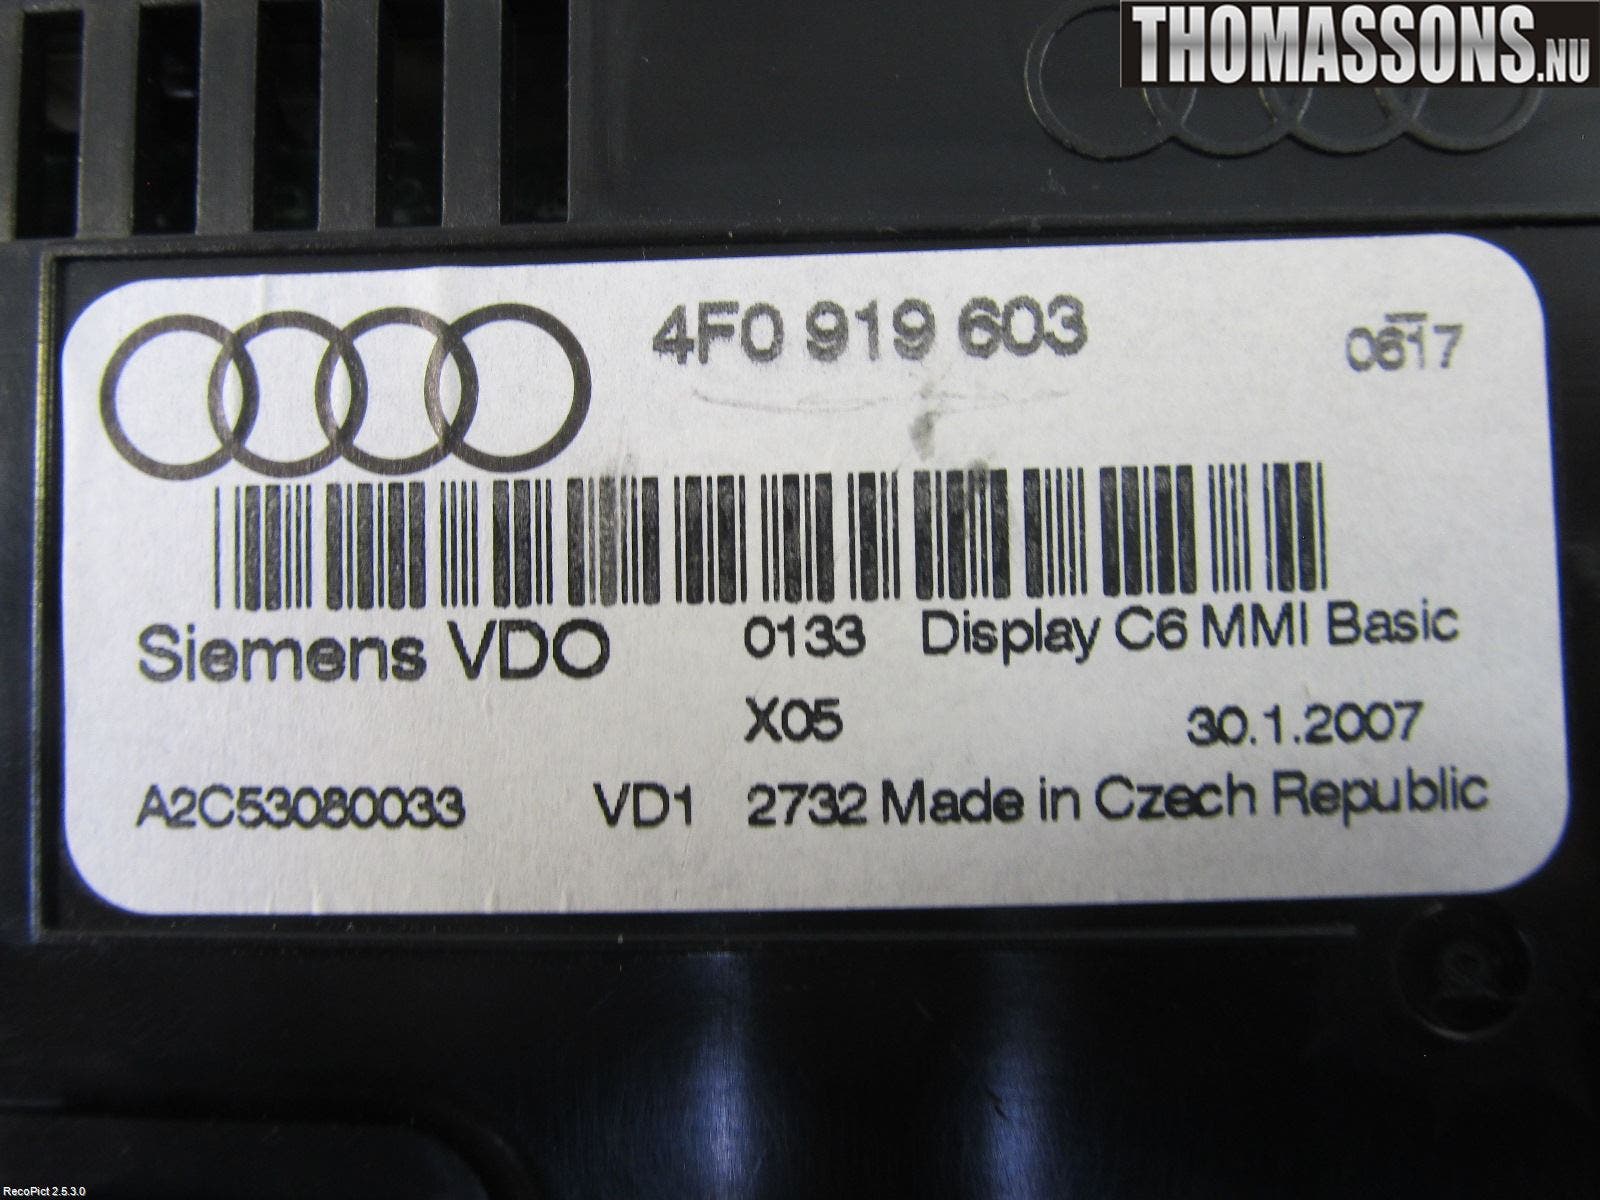 THOMASSONS.NU
4F0 919 603
0617
Siemens VDO 0133 Display C6 MMI Basic
X05 30.1.2007
A2C53080033 VD1 2732 Made in Czech Republic
RecoPict 2.5.3.0